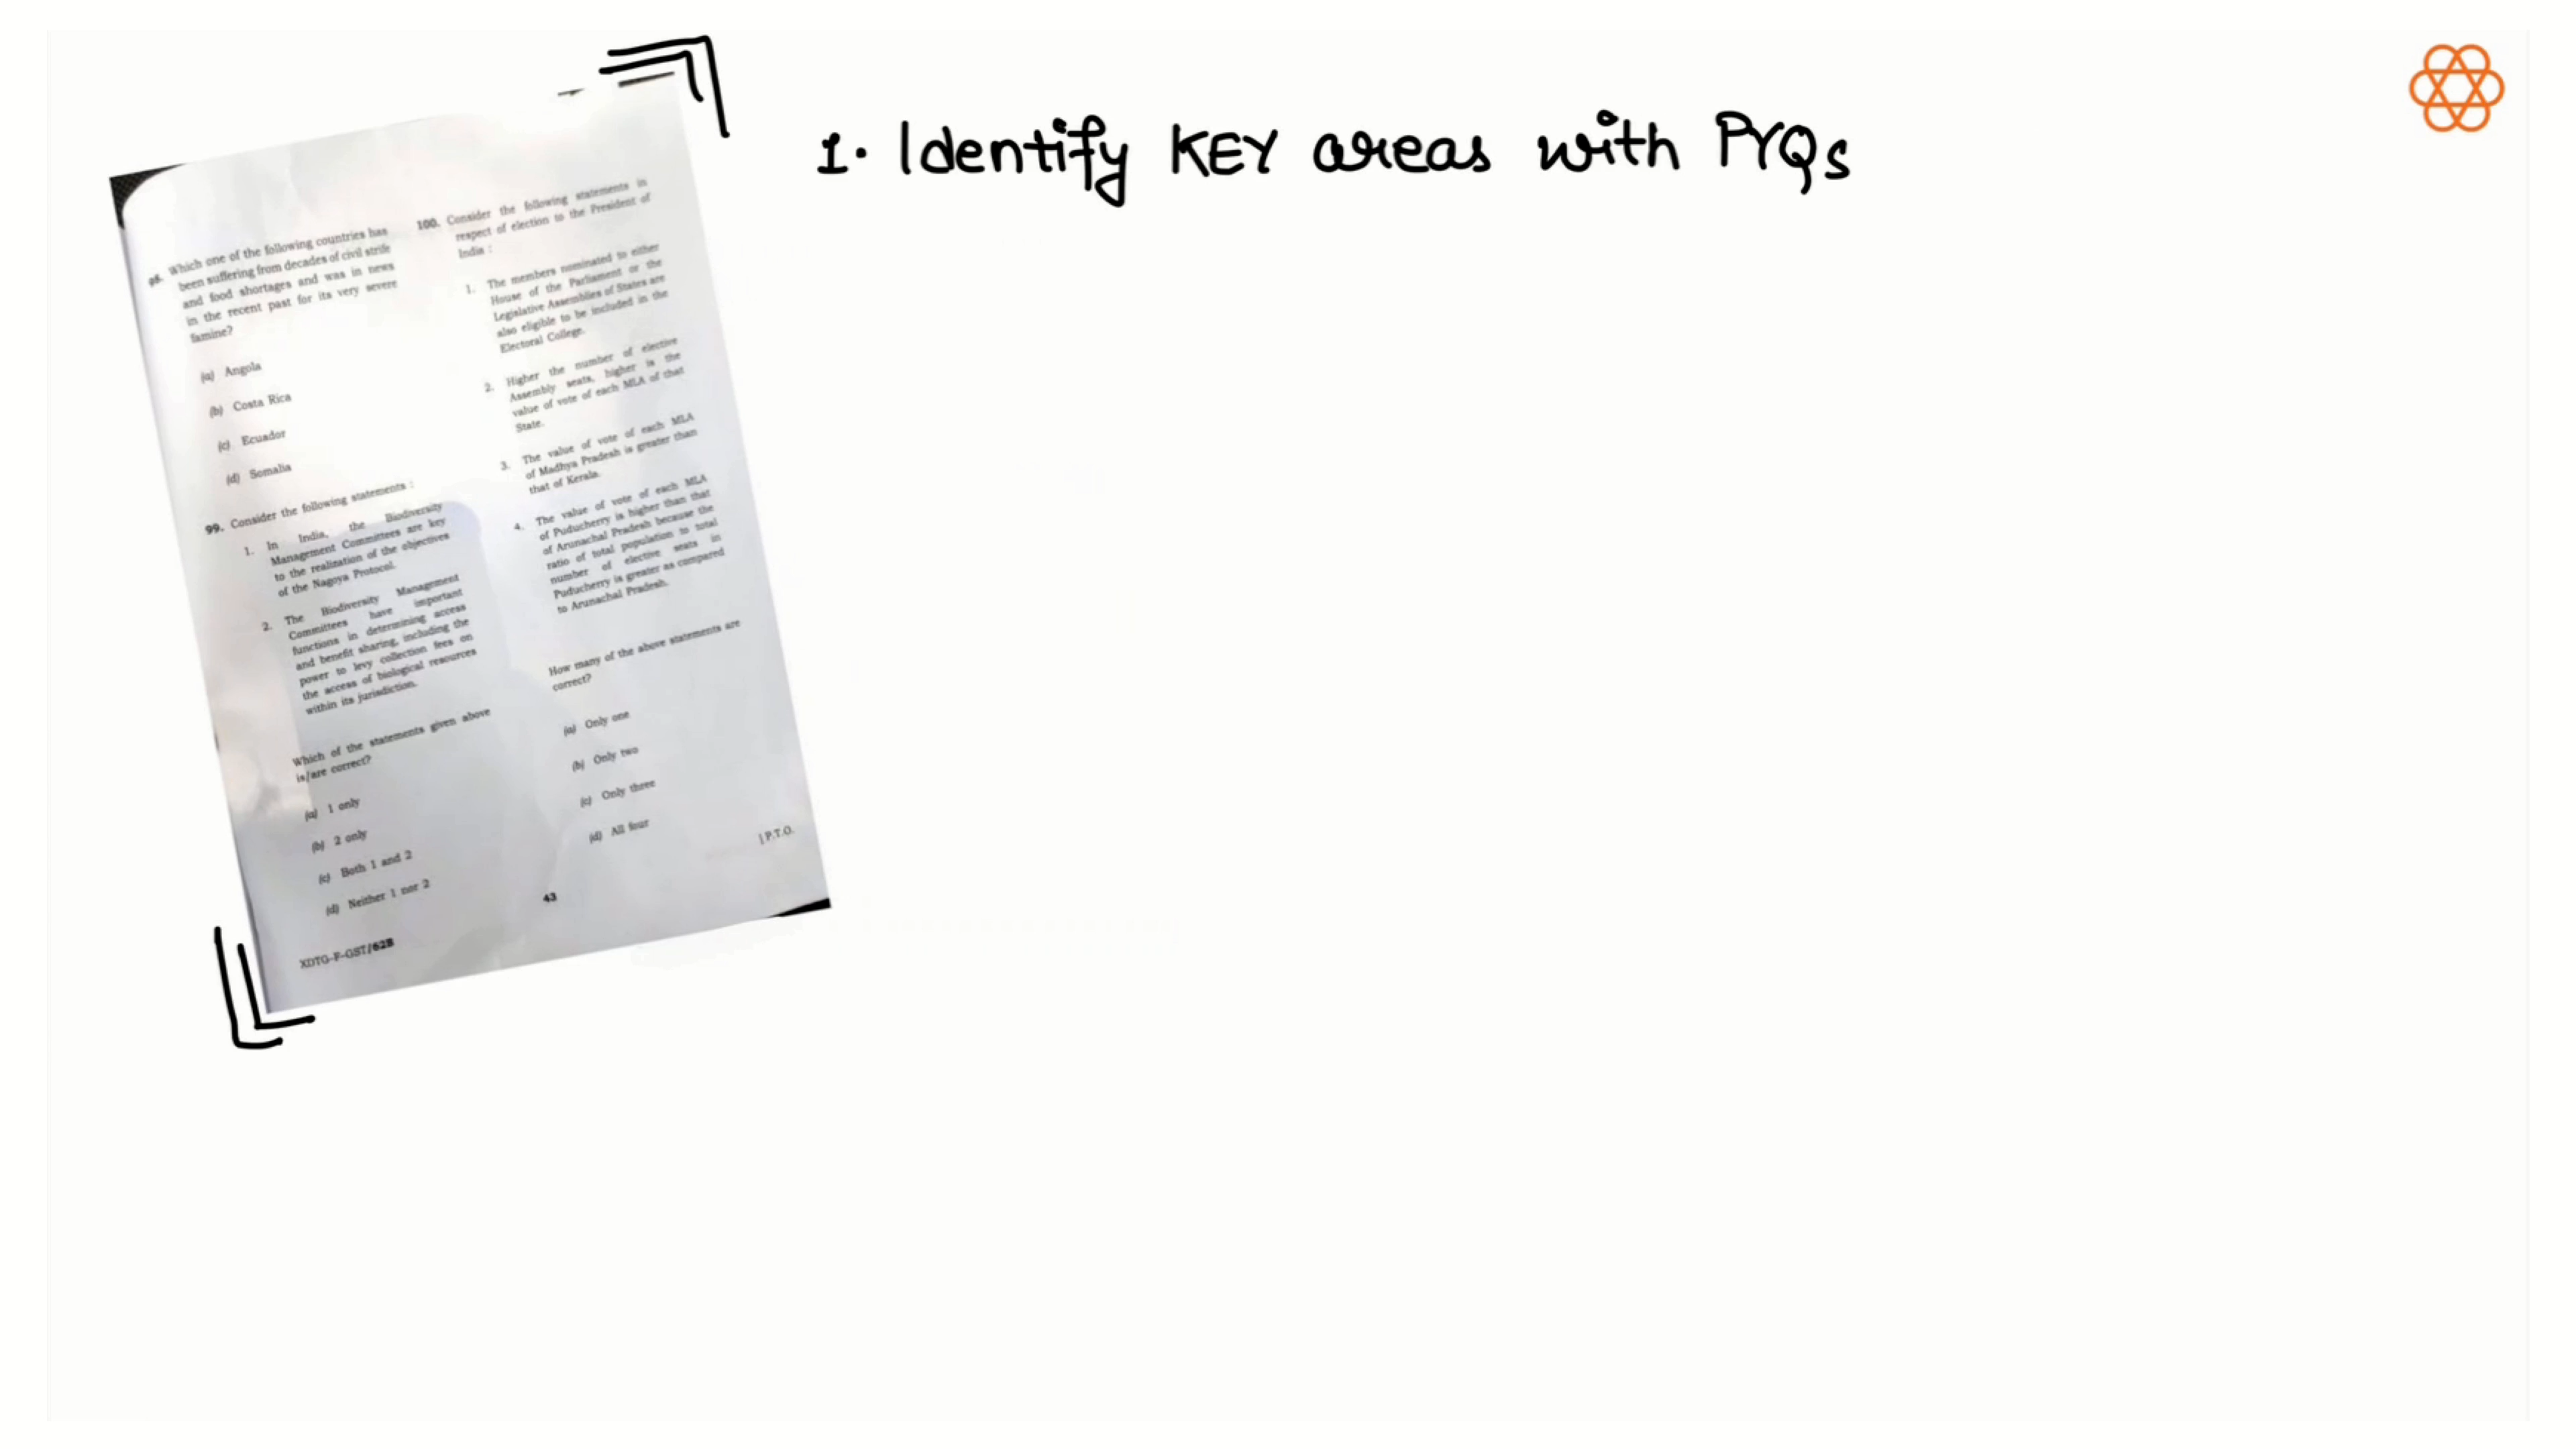 1. Identify KEY areas with PYQs
98. Which one of the following countries has
been suffering from decades of civil strife
and food shortages and was in news
in the recent past for its very severe
famine?
(a) Angola
(b) Costa Rica
(c) Ecuador
(d) Somalia
99. Consider the following statements :
1. In India, the Biodiversity
Management Committees are key
to the realization of the objectives
of the Nagoya Protocol.
2. The Biodiversity Management
Committees have important
functions in determining access
and benefit sharing, including the
power to levy collection fees on
the access of biological resources
within its jurisdiction.
Which of the statements given above
is/are correct?
(a) 1 only
(b) 2 only
(c) Both 1 and 2
(d) Neither 1 nor 2
100. Consider the following statements in
respect of election to the President of
India :
1. The members nominated to either
House of the Parliament or the
Legislative Assemblies of States are
also eligible to be included in the
Electoral College.
2. Higher the number of elective
Assembly seats, higher is the
value of vote of each MLA of that
State.
3. The value of vote of each MLA
of Madhya Pradesh is greater than
that of Kerala.
4. The value of vote of each MLA
of Puducherry is higher than that
of Arunachal Pradesh because the
ratio of total population to total
number of elective seats in
Puducherry is greater as compared
to Arunachal Pradesh.
How many of the above statements are
correct?
(a) Only one
(b) Only two
(c) Only three
(d) All four
[ P.T.O.
43
XDTG-F-GST/62B